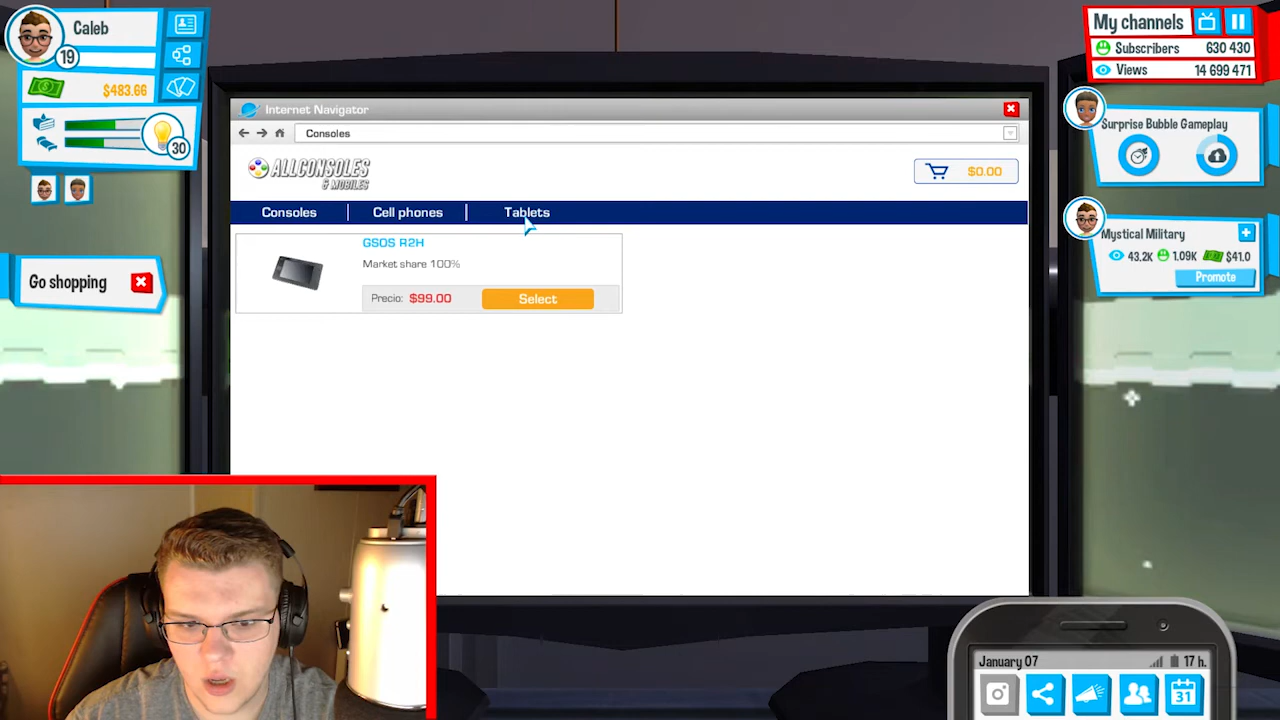 Caleb
19
$483.66
30
Go shopping
Internet Navigator
Consoles
ALLCONSOLES
& MOBILES
$0.00
Consoles
Cell phones
Tablets
GSOS R2H
Market share 100%
Precio: $99.00
Select
My channels
Subscribers 630 430
Views 14 699 471
Surprise Bubble Gameplay
Mystical Military
43.2K 1.09K $41.0
Promote
January 07
17 h.
31